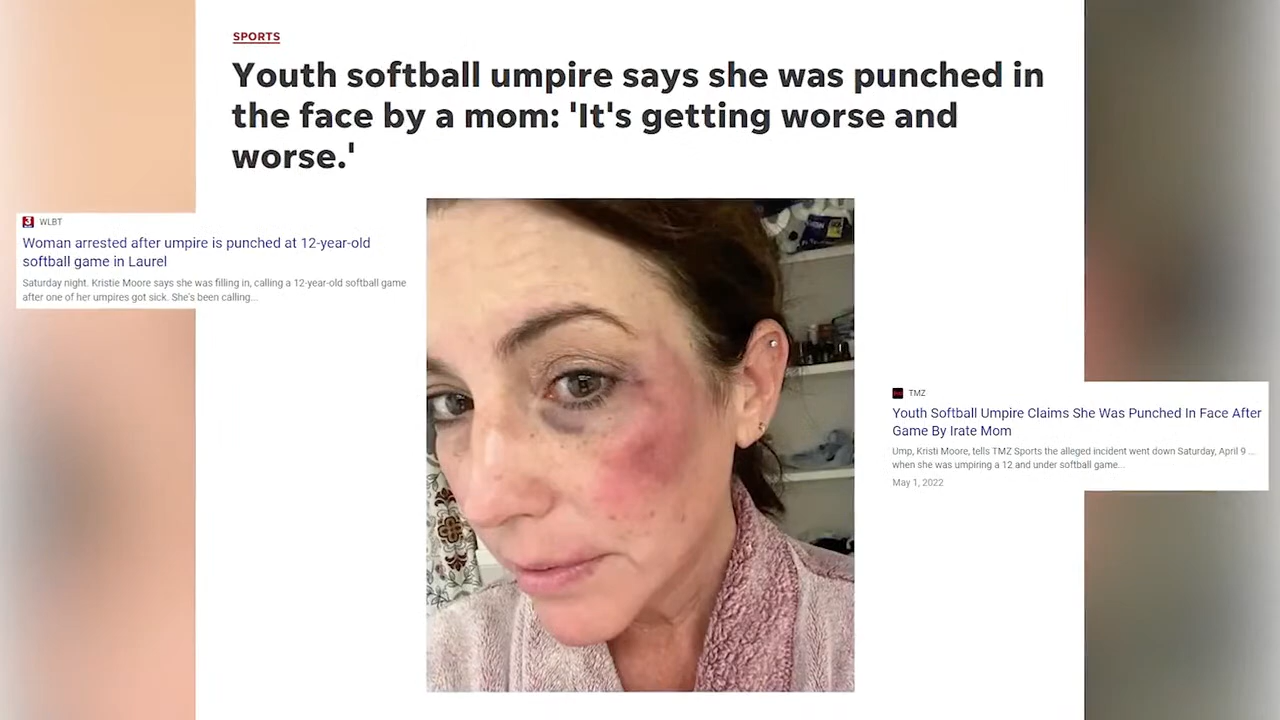 SPORTS
Youth softball umpire says she was punched in
the face by a mom: 'It's getting worse and
worse.'
3 WLBT
Woman arrested after umpire is punched at 12-year-old
softball game in Laurel
Saturday night. Kristie Moore says she was filling in, calling a 12-year-old softball game
after one of her umpires got sick. She's been calling...
TMZ
Youth Softball Umpire Claims She Was Punched In Face After
Game By Irate Mom
Ump, Kristi Moore, tells TMZ Sports the alleged incident went down Saturday, April 9 ...
when she was umpiring a 12 and under softball game...
May 1, 2022